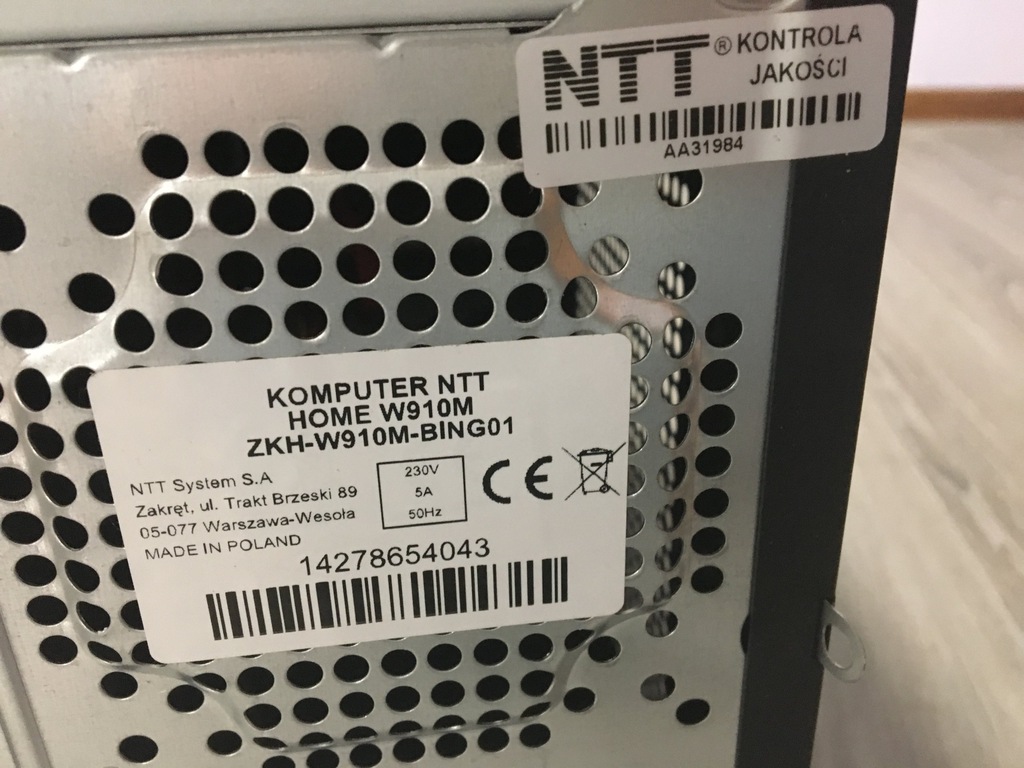 NTT® KONTROLA
JAKOŚCI
AA31984
KOMPUTER NTT
HOME W910M
ZKH-W910M-BING01
NTT System S.A
Zakręt, ul. Trakt Brzeski 89
05-077 Warszawa-Wesoła
MADE IN POLAND
230V
5A
50Hz
CE
14278654043